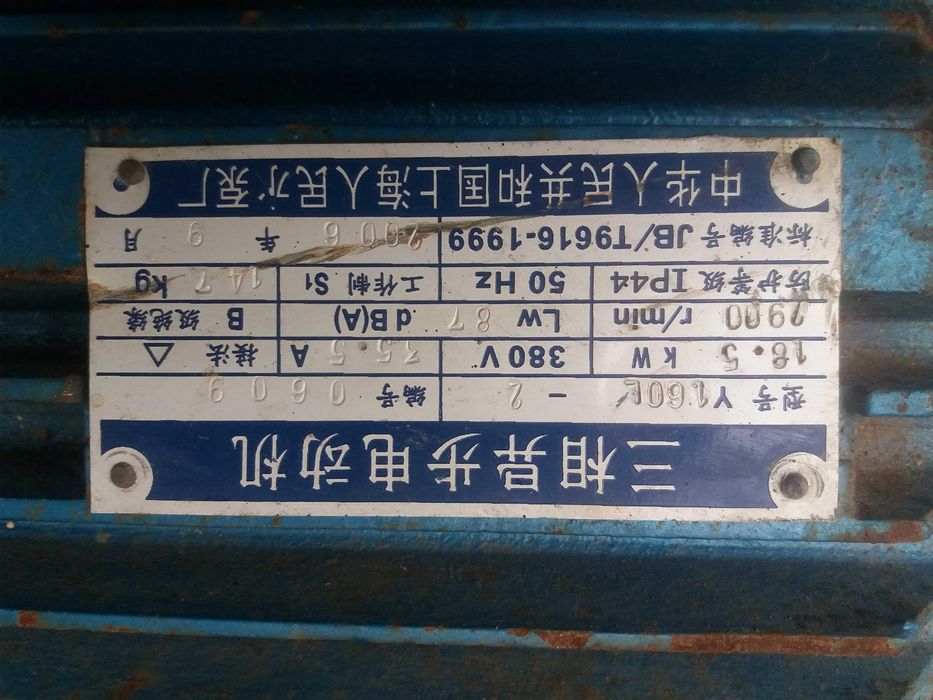 三相异步电动机
型号 Y160L - 2 编号 0609
18.5 kW 380V 35.5 A 接法 △
2900 r/min Lw 87 dB(A) B 级绝缘
防护等级 IP44 50 Hz 工作制 S1 147 kg
标准编号 JB/T9616-1999 2006 年 9 月
中华人民共和国上海人民水泵厂